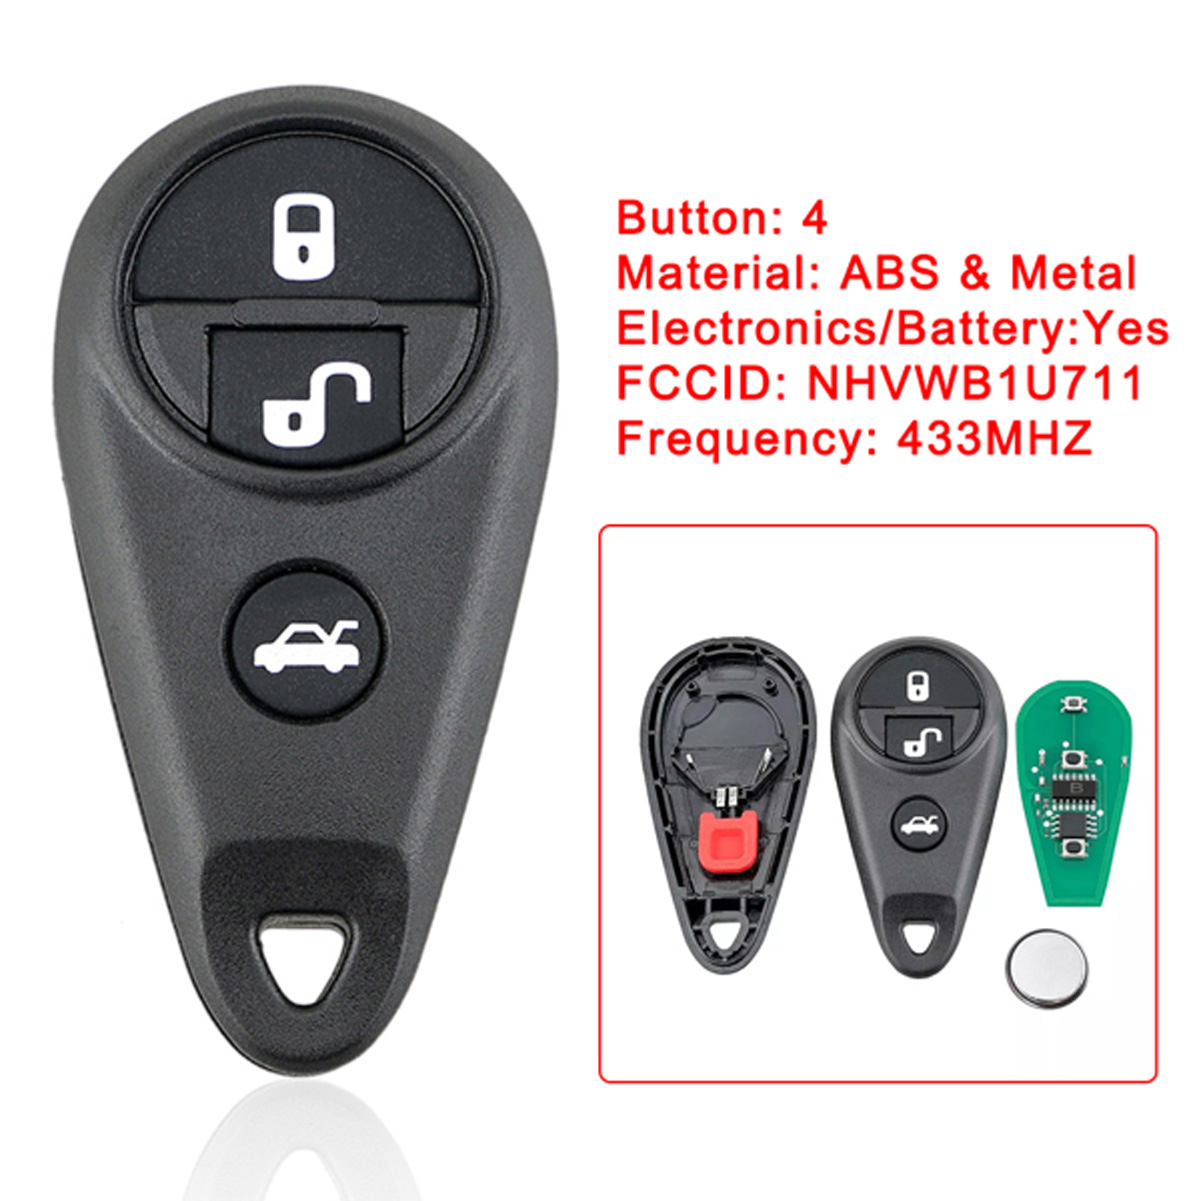 Button: 4
Material: ABS & Metal
Electronics/Battery:Yes
FCCID: NHVWB1U711
Frequency: 433MHZ
B